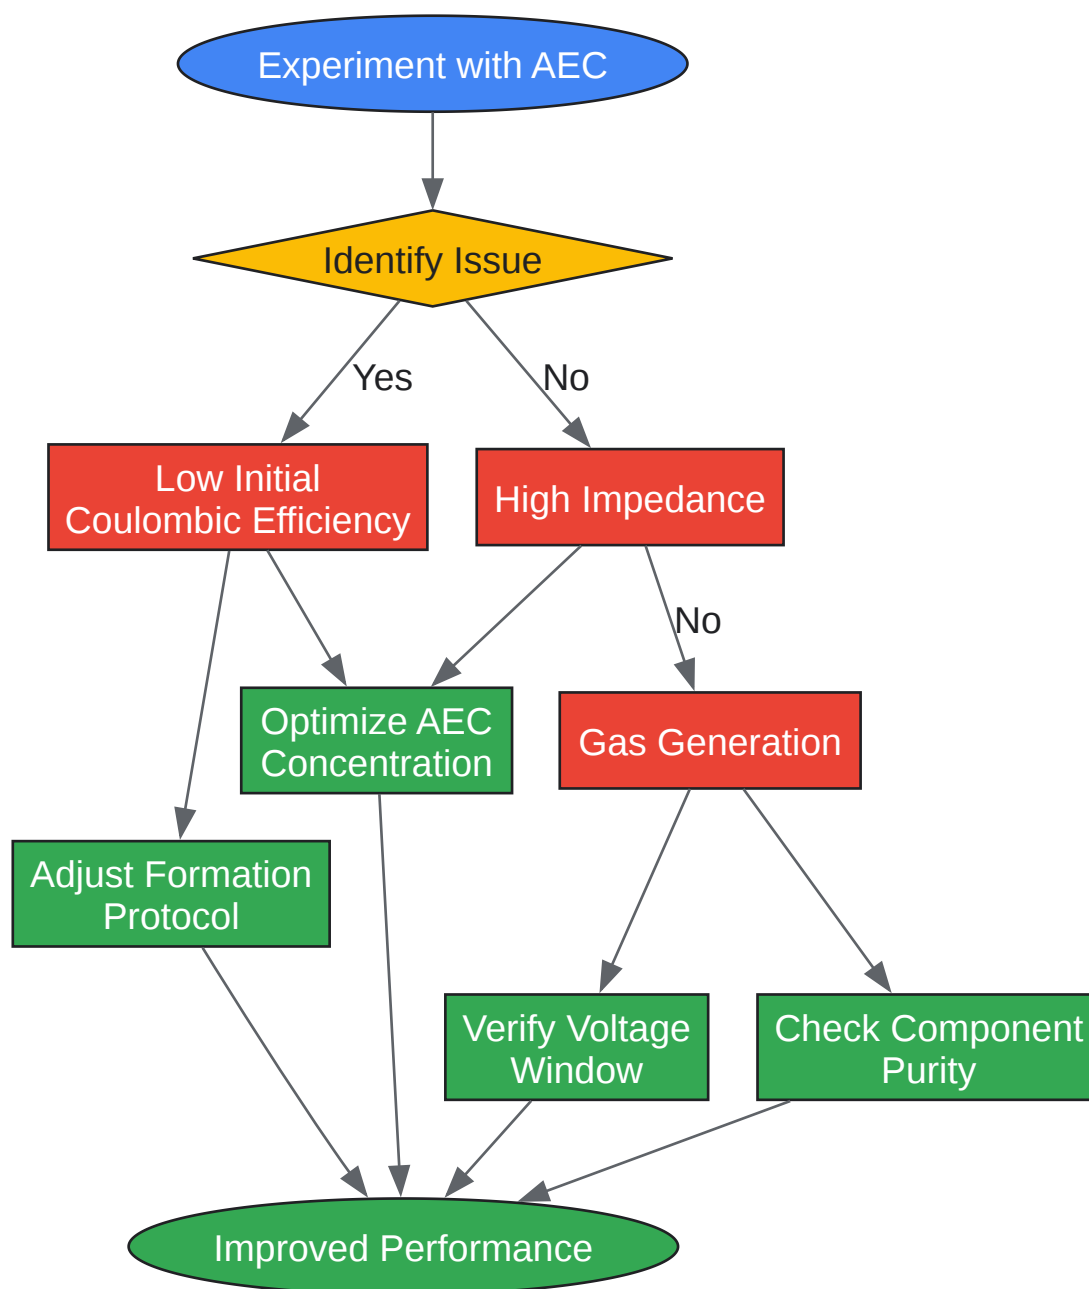 Experiment with AEC
Identify Issue
Yes
No
Low Initial
Coulombic Efficiency
High Impedance
No
Optimize AEC
Concentration
Gas Generation
Adjust Formation
Protocol
Verify Voltage
Window
Check Component
Purity
Improved Performance